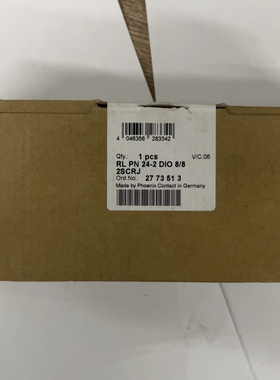 4 046356 283342
Qty.: 1 pcs V/C.06
RL PN 24-2 DIO 8/8
2SCRJ
Ord.No.: 27 73 51 3
Made by Phoenix Contact in Germany